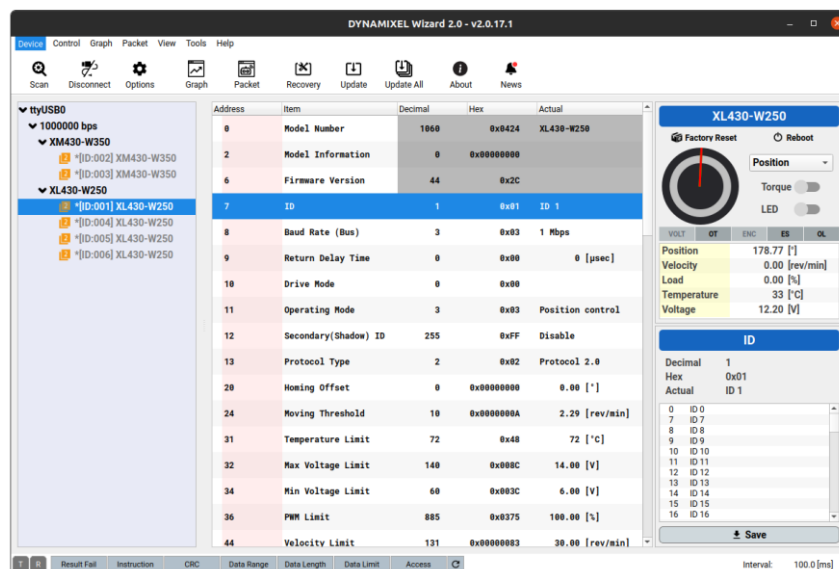 DYNAMIXEL Wizard 2.0 - v2.0.17.1
Device Control Graph Packet View Tools Help
Scan Disconnect Options Graph Packet Recovery Update Update All About News
ttyUSB0
1000000 bps
XM430-W350
*[ID:002] XM430-W350
*[ID:003] XM430-W350
XL430-W250
*[ID:001] XL430-W250
*[ID:004] XL430-W250
*[ID:005] XL430-W250
*[ID:006] XL430-W250
Address Item Decimal Hex Actual
0 Model Number 1060 0x0424 XL430-W250
2 Model Information 0 0x00000000
6 Firmware Version 44 0x2C
7 ID 1 0x01 ID 1
8 Baud Rate (Bus) 3 0x03 1 Mbps
9 Return Delay Time 0 0x00 0 [μsec]
10 Drive Mode 0 0x00
11 Operating Mode 3 0x03 Position control
12 Secondary(Shadow) ID 255 0xFF Disable
13 Protocol Type 2 0x02 Protocol 2.0
20 Homing Offset 0 0x00000000 0.00 [°]
24 Moving Threshold 10 0x0000000A 2.29 [rev/min]
31 Temperature Limit 72 0x48 72 [°C]
32 Max Voltage Limit 140 0x008C 14.00 [V]
34 Min Voltage Limit 60 0x003C 6.00 [V]
36 PWM Limit 885 0x0375 100.00 [%]
44 Velocity Limit 131 0x00000083 30.00 [rev/min]
XL430-W250
Factory Reset Reboot
Position
Torque
LED
VOLT OT ENC ES OL
Position 178.77 [°]
Velocity 0.00 [rev/min]
Load 0.00 [%]
Temperature 33 [°C]
Voltage 12.20 [V]
ID
Decimal 1
Hex 0x01
Actual ID 1
0 ID 0
7 ID 7
8 ID 8
9 ID 9
10 ID 10
11 ID 11
12 ID 12
13 ID 13
14 ID 14
15 ID 15
16 ID 16
Save
T R Result Fail Instruction CRC Data Range Data Length Data Limit Access Interval: 100.0 [ms]